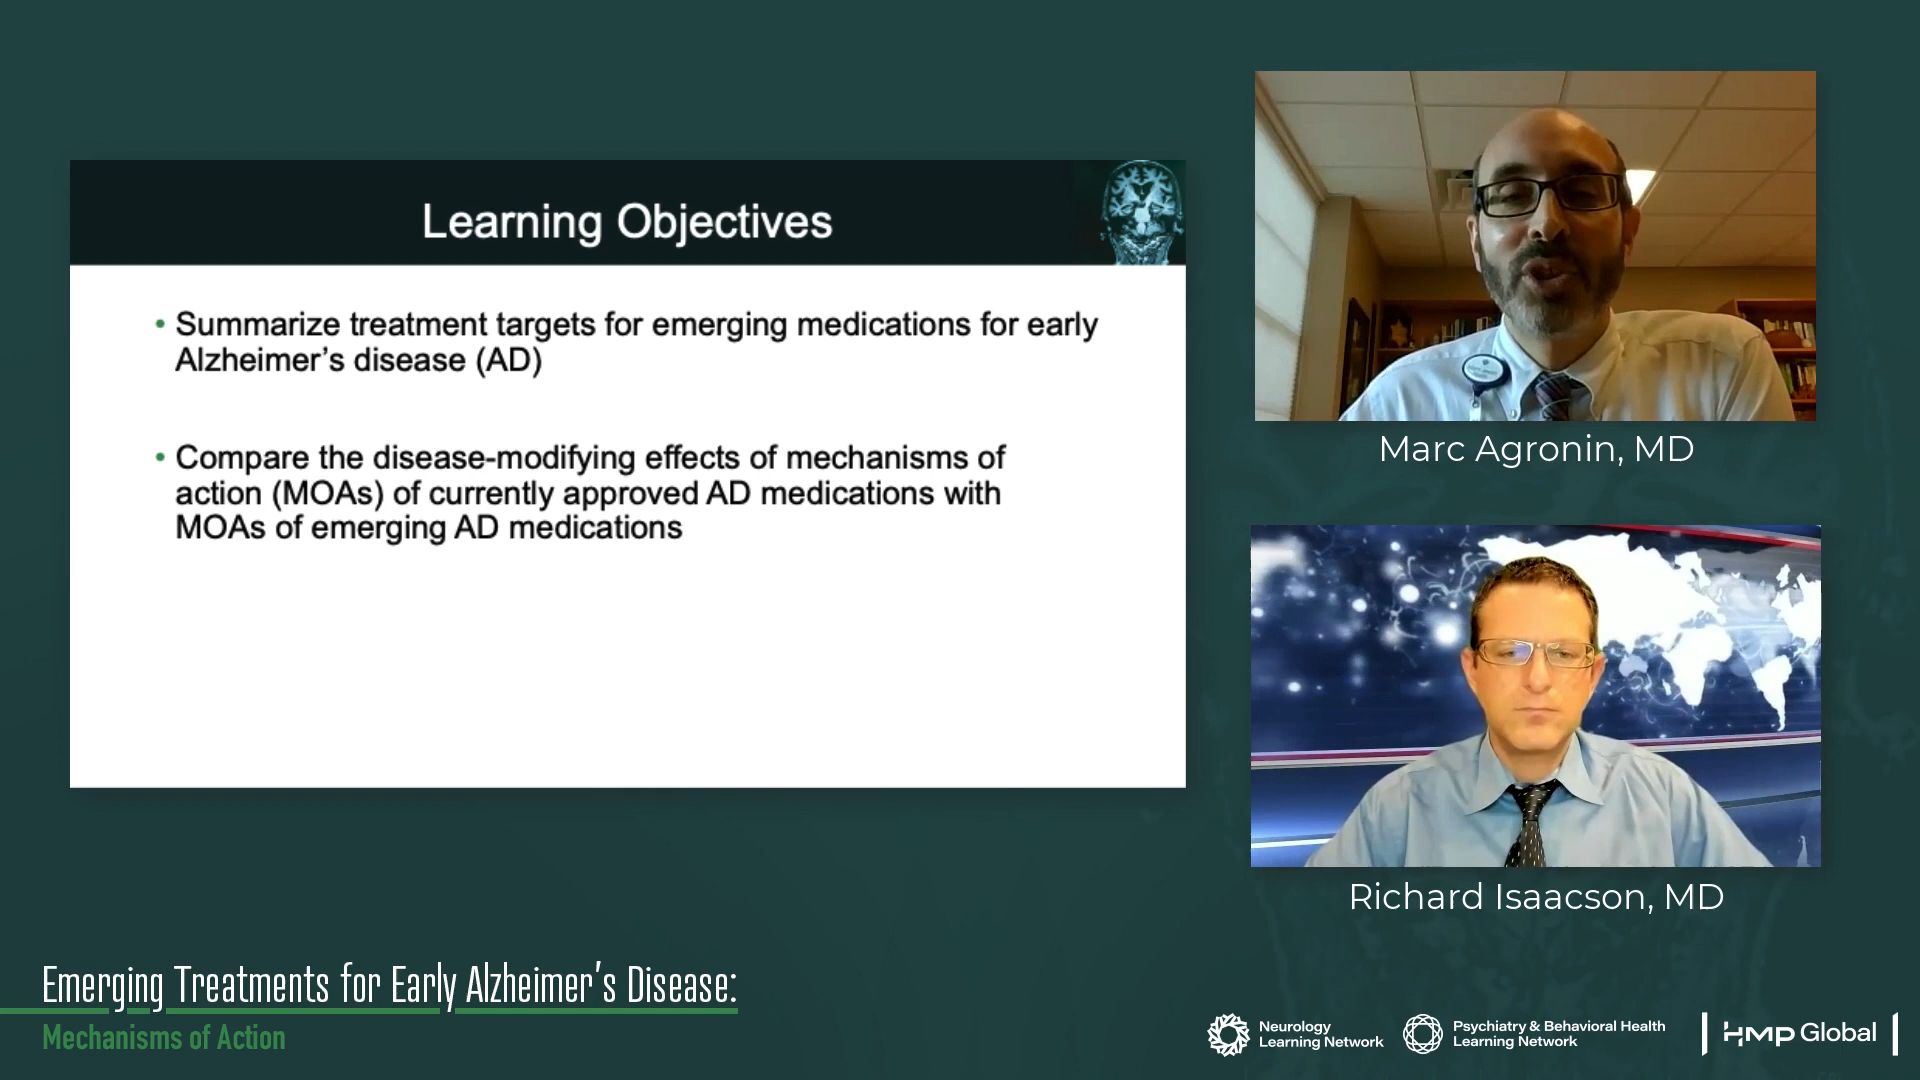 Learning Objectives
• Summarize treatment targets for emerging medications for early
Alzheimer’s disease (AD)
• Compare the disease-modifying effects of mechanisms of
action (MOAs) of currently approved AD medications with
MOAs of emerging AD medications
Marc Agronin, MD
Richard Isaacson, MD
Emerging Treatments for Early Alzheimer's Disease:
Mechanisms of Action
Neurology
Learning Network
Psychiatry & Behavioral Health
Learning Network
HMP Global